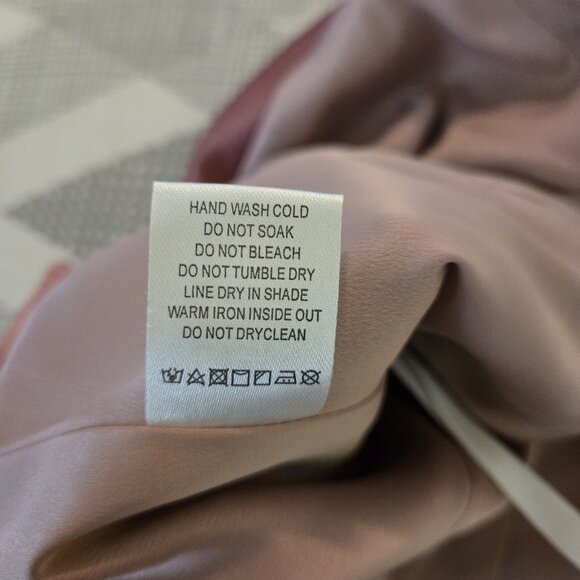 HAND WASH COLD
DO NOT SOAK
DO NOT BLEACH
DO NOT TUMBLE DRY
LINE DRY IN SHADE
WARM IRON INSIDE OUT
DO NOT DRYCLEAN